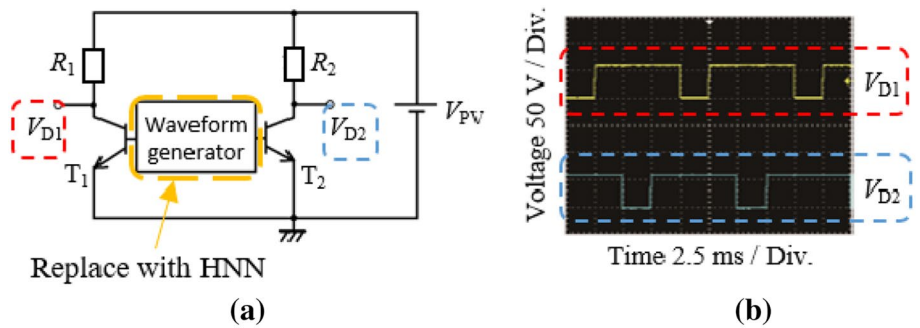 R1
R2
VD1
Waveform
generator
VD2
VPV
T1
T2
Replace with HNN
(a)
Voltage 50 V / Div.
VD1
VD2
Time 2.5 ms / Div.
(b)